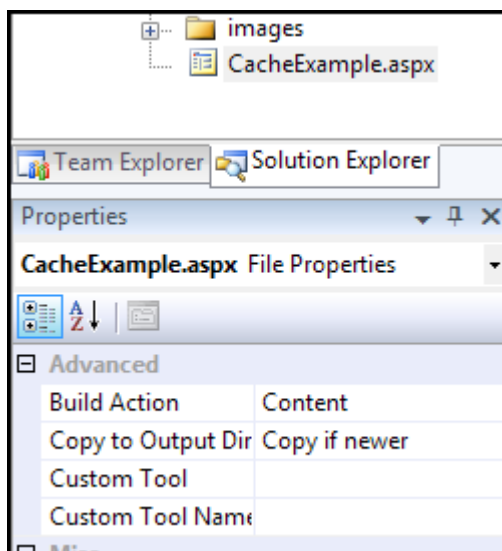 images
CacheExample.aspx
Team Explorer Solution Explorer
Properties
CacheExample.aspx File Properties
Advanced
Build Action Content
Copy to Output Dir Copy if newer
Custom Tool
Custom Tool Name